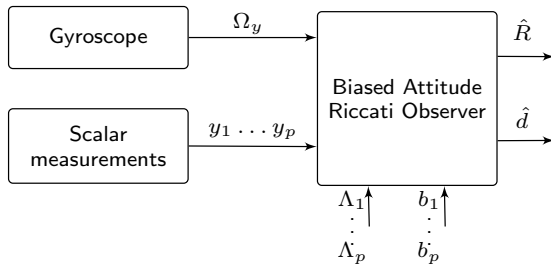 Gyroscope
Ω_y
Scalar
measurements
y_1 ... y_p
Biased Attitude
Riccati Observer
R̂
d̂
Λ_1
⋮
Λ_p
b_1
⋮
b_p